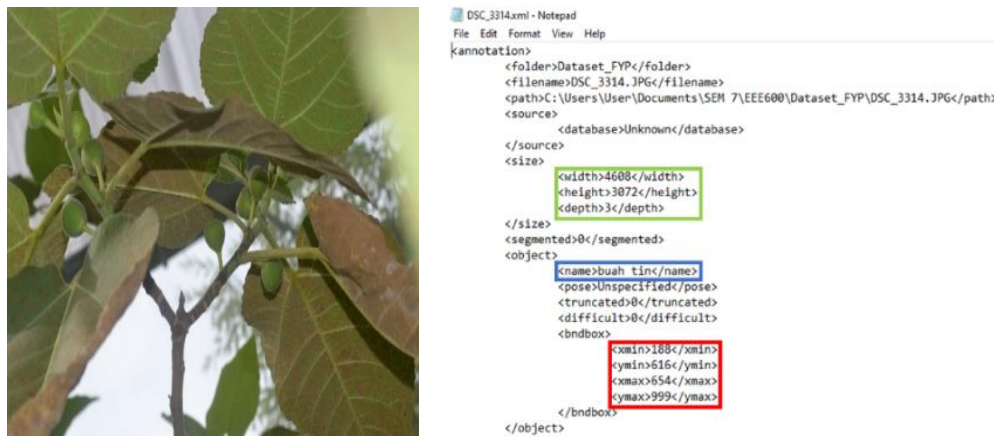 DSC_3314.xml - Notepad
File Edit Format View Help
<annotation>
<folder>Dataset_FYP</folder>
<filename>DSC_3314.JPG</filename>
<path>C:\Users\User\Documents\SEM 7\EEE600\Dataset_FYP\DSC_3314.JPG</path>
<source>
<database>Unknown</database>
</source>
<size>
<width>4608</width>
<height>3072</height>
<depth>3</depth>
</size>
<segmented>0</segmented>
<object>
<name>buah tin</name>
<pose>Unspecified</pose>
<truncated>0</truncated>
<difficult>0</difficult>
<bndbox>
<xmin>188</xmin>
<ymin>616</ymin>
<xmax>654</xmax>
<ymax>999</ymax>
</bndbox>
</object>